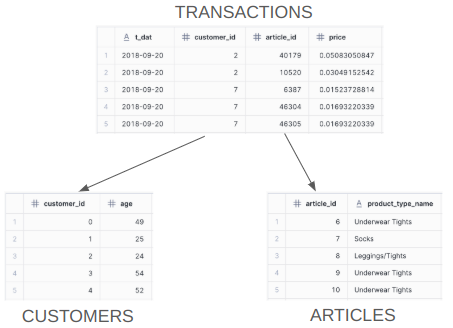 TRANSACTIONS
A t_dat # customer_id # article_id # price
1 2018-09-20 2 40179 0.05083050847
2 2018-09-20 2 10520 0.03049152542
3 2018-09-20 7 6387 0.01523728814
4 2018-09-20 7 46304 0.01693220339
5 2018-09-20 7 46305 0.01693220339
# customer_id # age
1 0 49
2 1 25
3 2 24
4 3 54
5 4 52
CUSTOMERS
# article_id A product_type_name
1 6 Underwear Tights
2 7 Socks
3 8 Leggings/Tights
4 9 Underwear Tights
5 10 Underwear Tights
ARTICLES